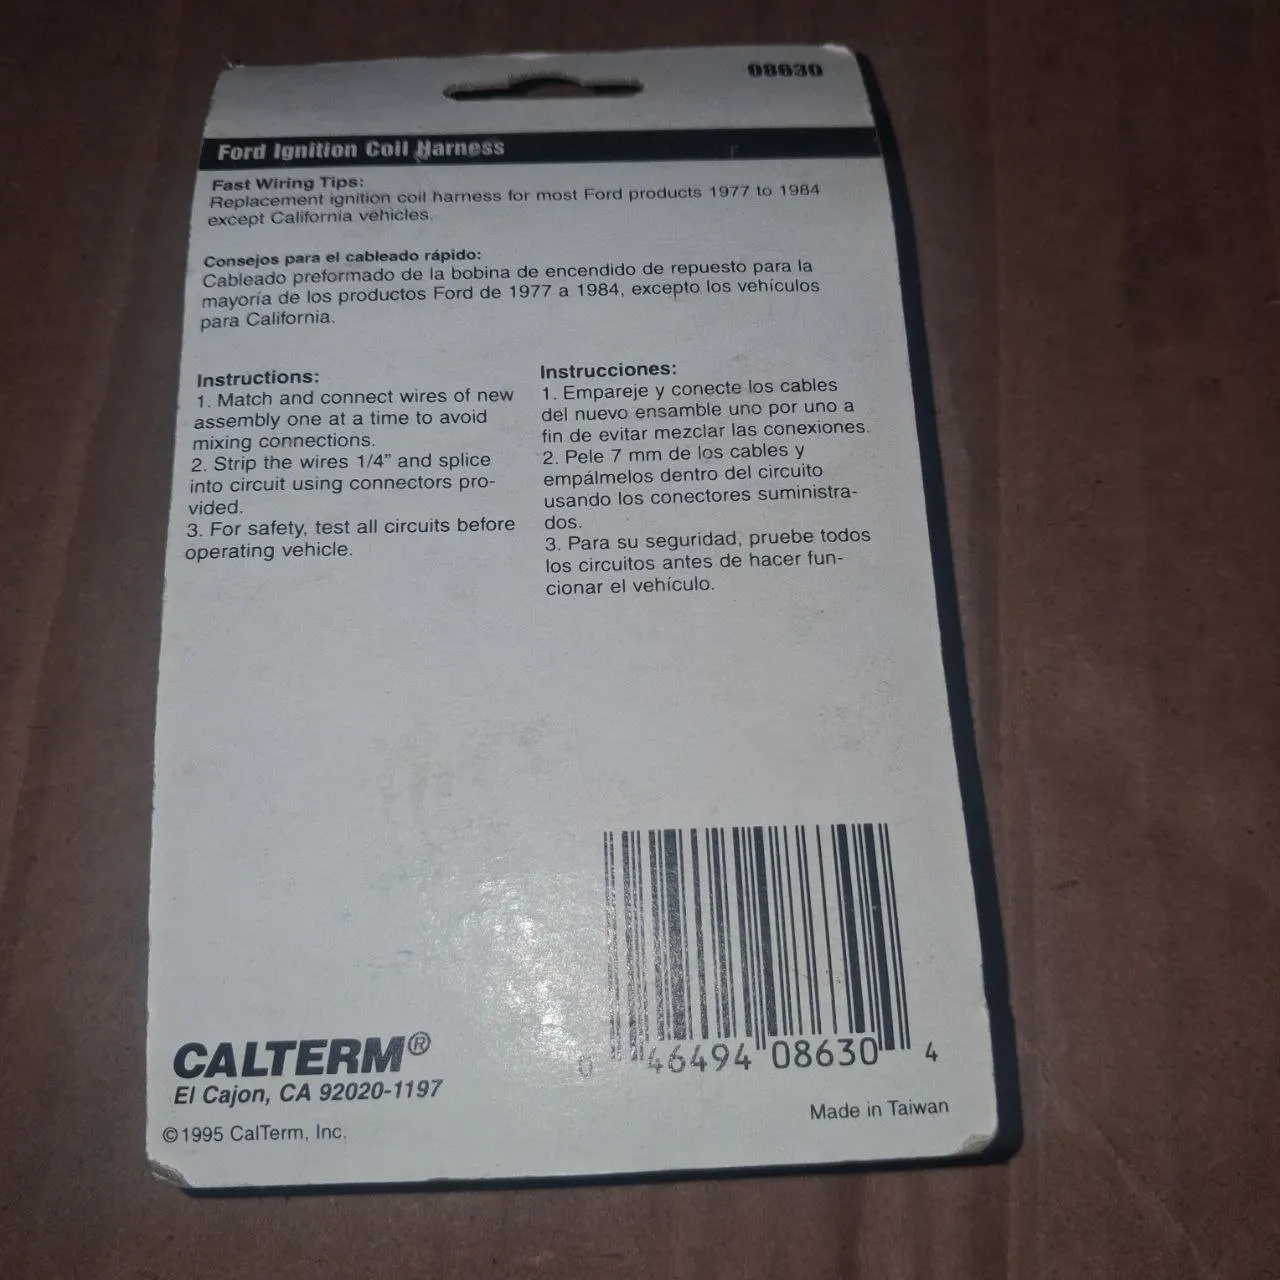 08630
Ford Ignition Coil Harness
Fast Wiring Tips:
Replacement ignition coil harness for most Ford products 1977 to 1984
except California vehicles.
Consejos para el cableado rápido:
Cableado preformado de la bobina de encendido de repuesto para la
mayoría de los productos Ford de 1977 a 1984, excepto los vehículos
para California.
Instructions:
1. Match and connect wires of new
assembly one at a time to avoid
mixing connections.
2. Strip the wires 1/4” and splice
into circuit using connectors pro-
vided.
3. For safety, test all circuits before
operating vehicle.
Instrucciones:
1. Empareje y conecte los cables
del nuevo ensamble uno por uno a
fin de evitar mezclar las conexiones.
2. Pele 7 mm de los cables y
empálmelos dentro del circuito
usando los conectores suministra-
dos.
3. Para su seguridad, pruebe todos
los circuitos antes de hacer fun-
cionar el vehículo.
CALTERM®
El Cajon, CA 92020-1197
©1995 CalTerm, Inc.
0 46494 08630 4
Made in Taiwan